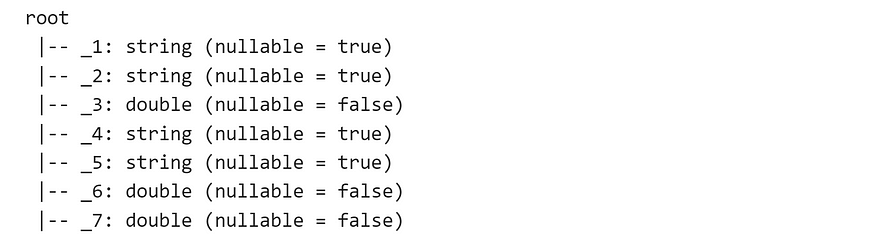 root
 |-- _1: string (nullable = true)
 |-- _2: string (nullable = true)
 |-- _3: double (nullable = false)
 |-- _4: string (nullable = true)
 |-- _5: string (nullable = true)
 |-- _6: double (nullable = false)
 |-- _7: double (nullable = false)